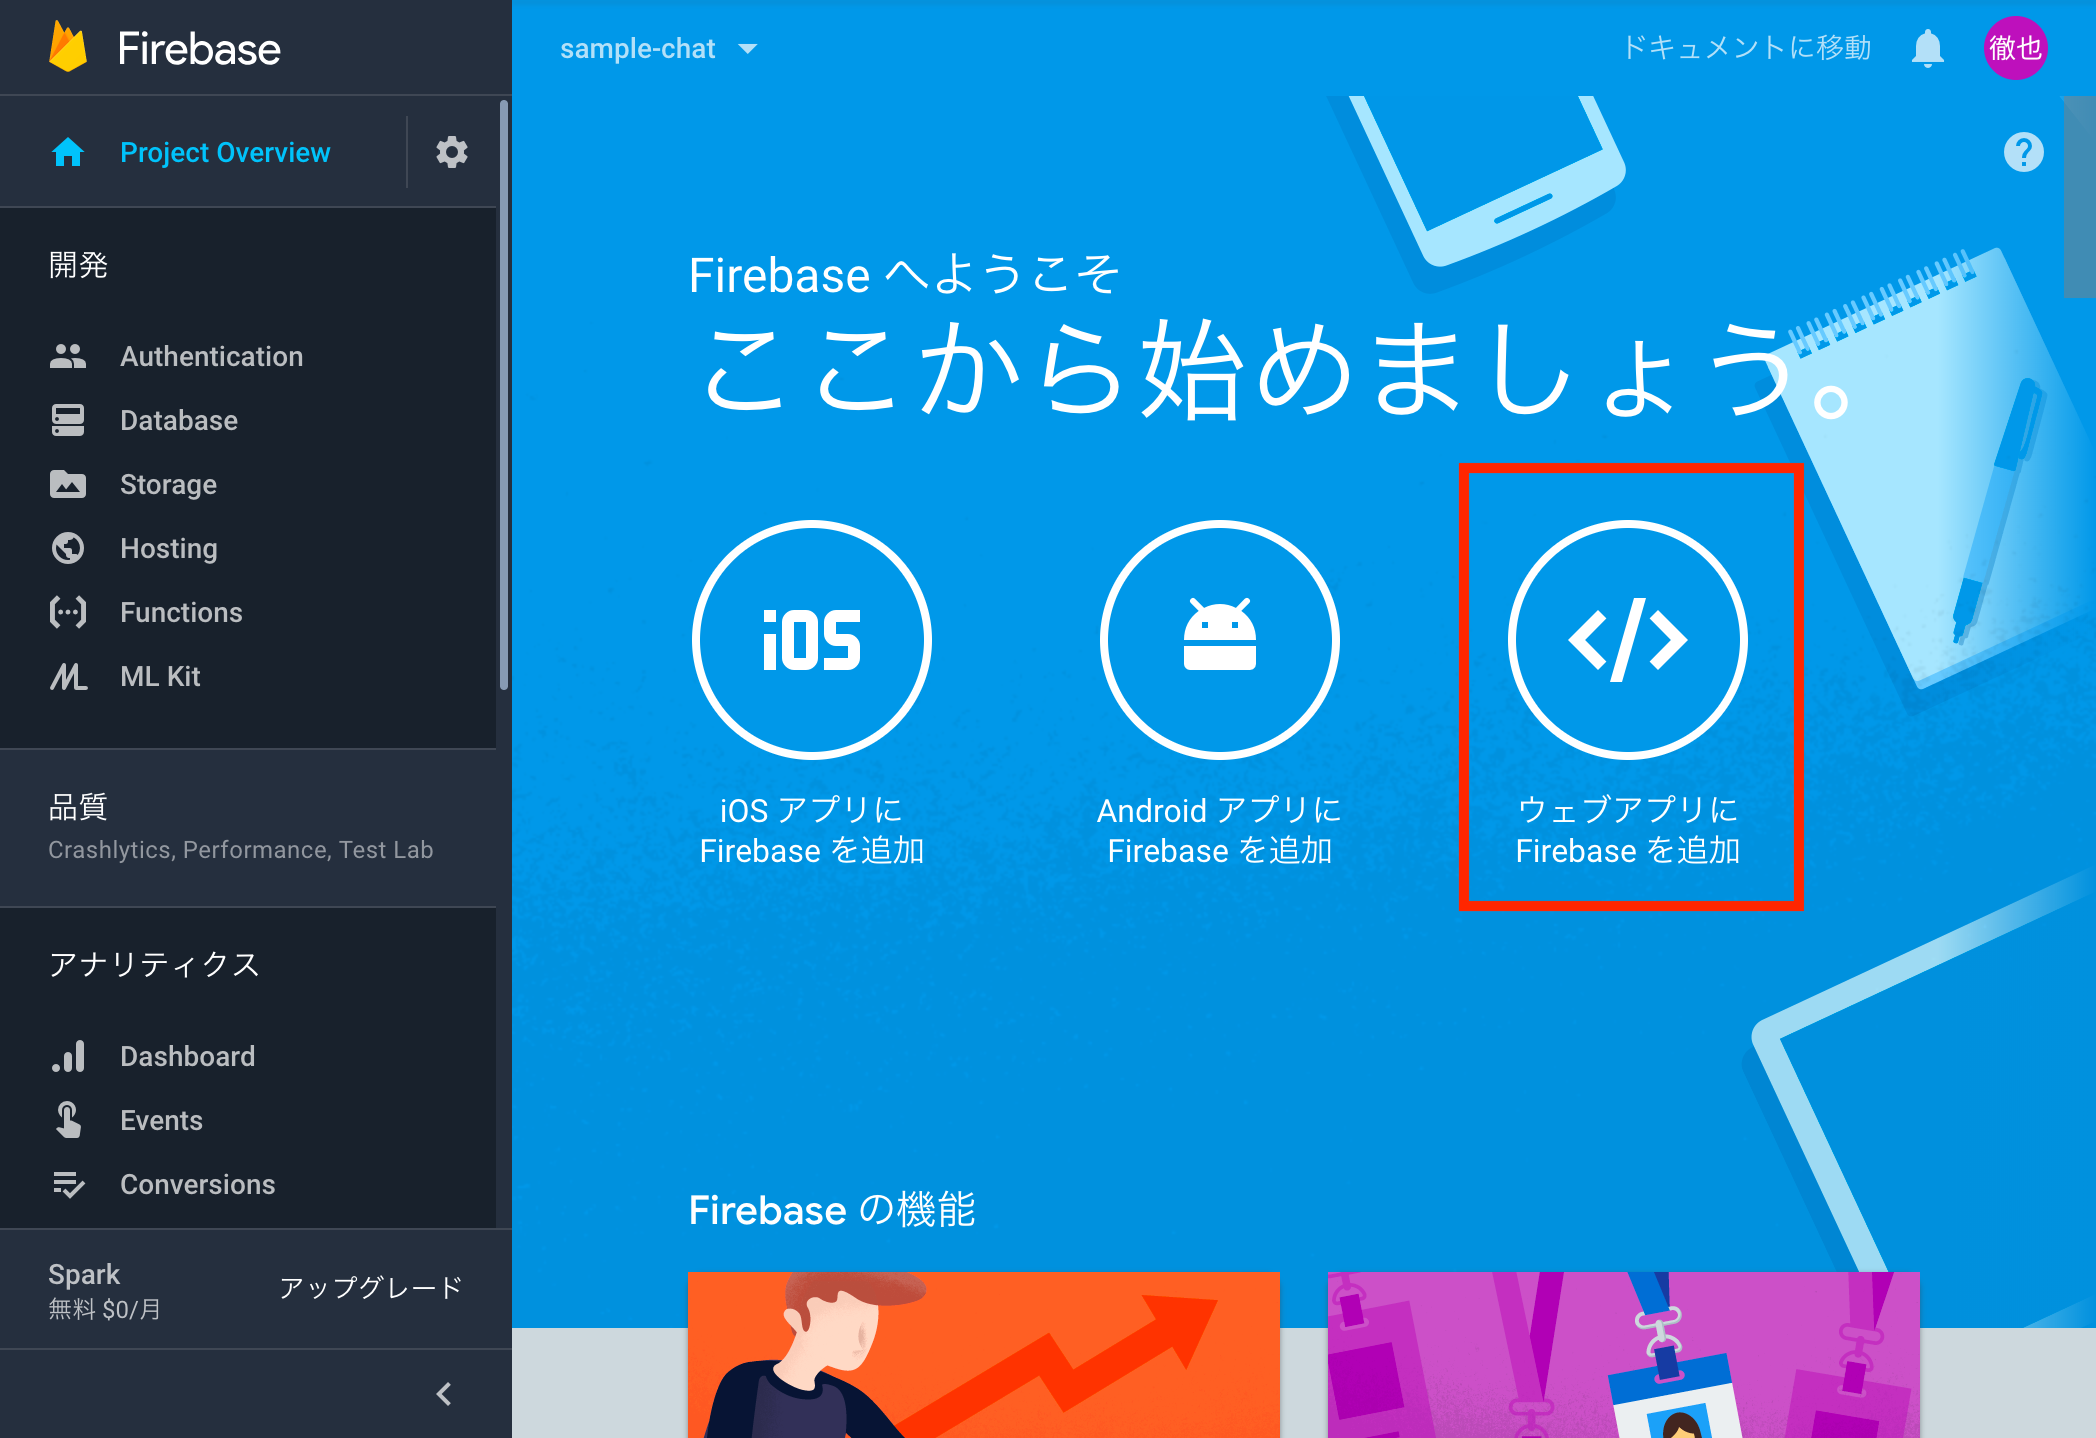 Firebase
sample-chat
ドキュメントに移動
徹也
Project Overview
開発
Authentication
Database
Storage
Hosting
Functions
ML Kit
品質
Crashlytics, Performance, Test Lab
アナリティクス
Dashboard
Events
Conversions
Spark
無料 $0/月
アップグレード
Firebase へようこそ
ここから始めましょう。
iOS
iOS アプリに
Firebase を追加
Android アプリに
Firebase を追加
</>
ウェブアプリに
Firebase を追加
Firebase の機能